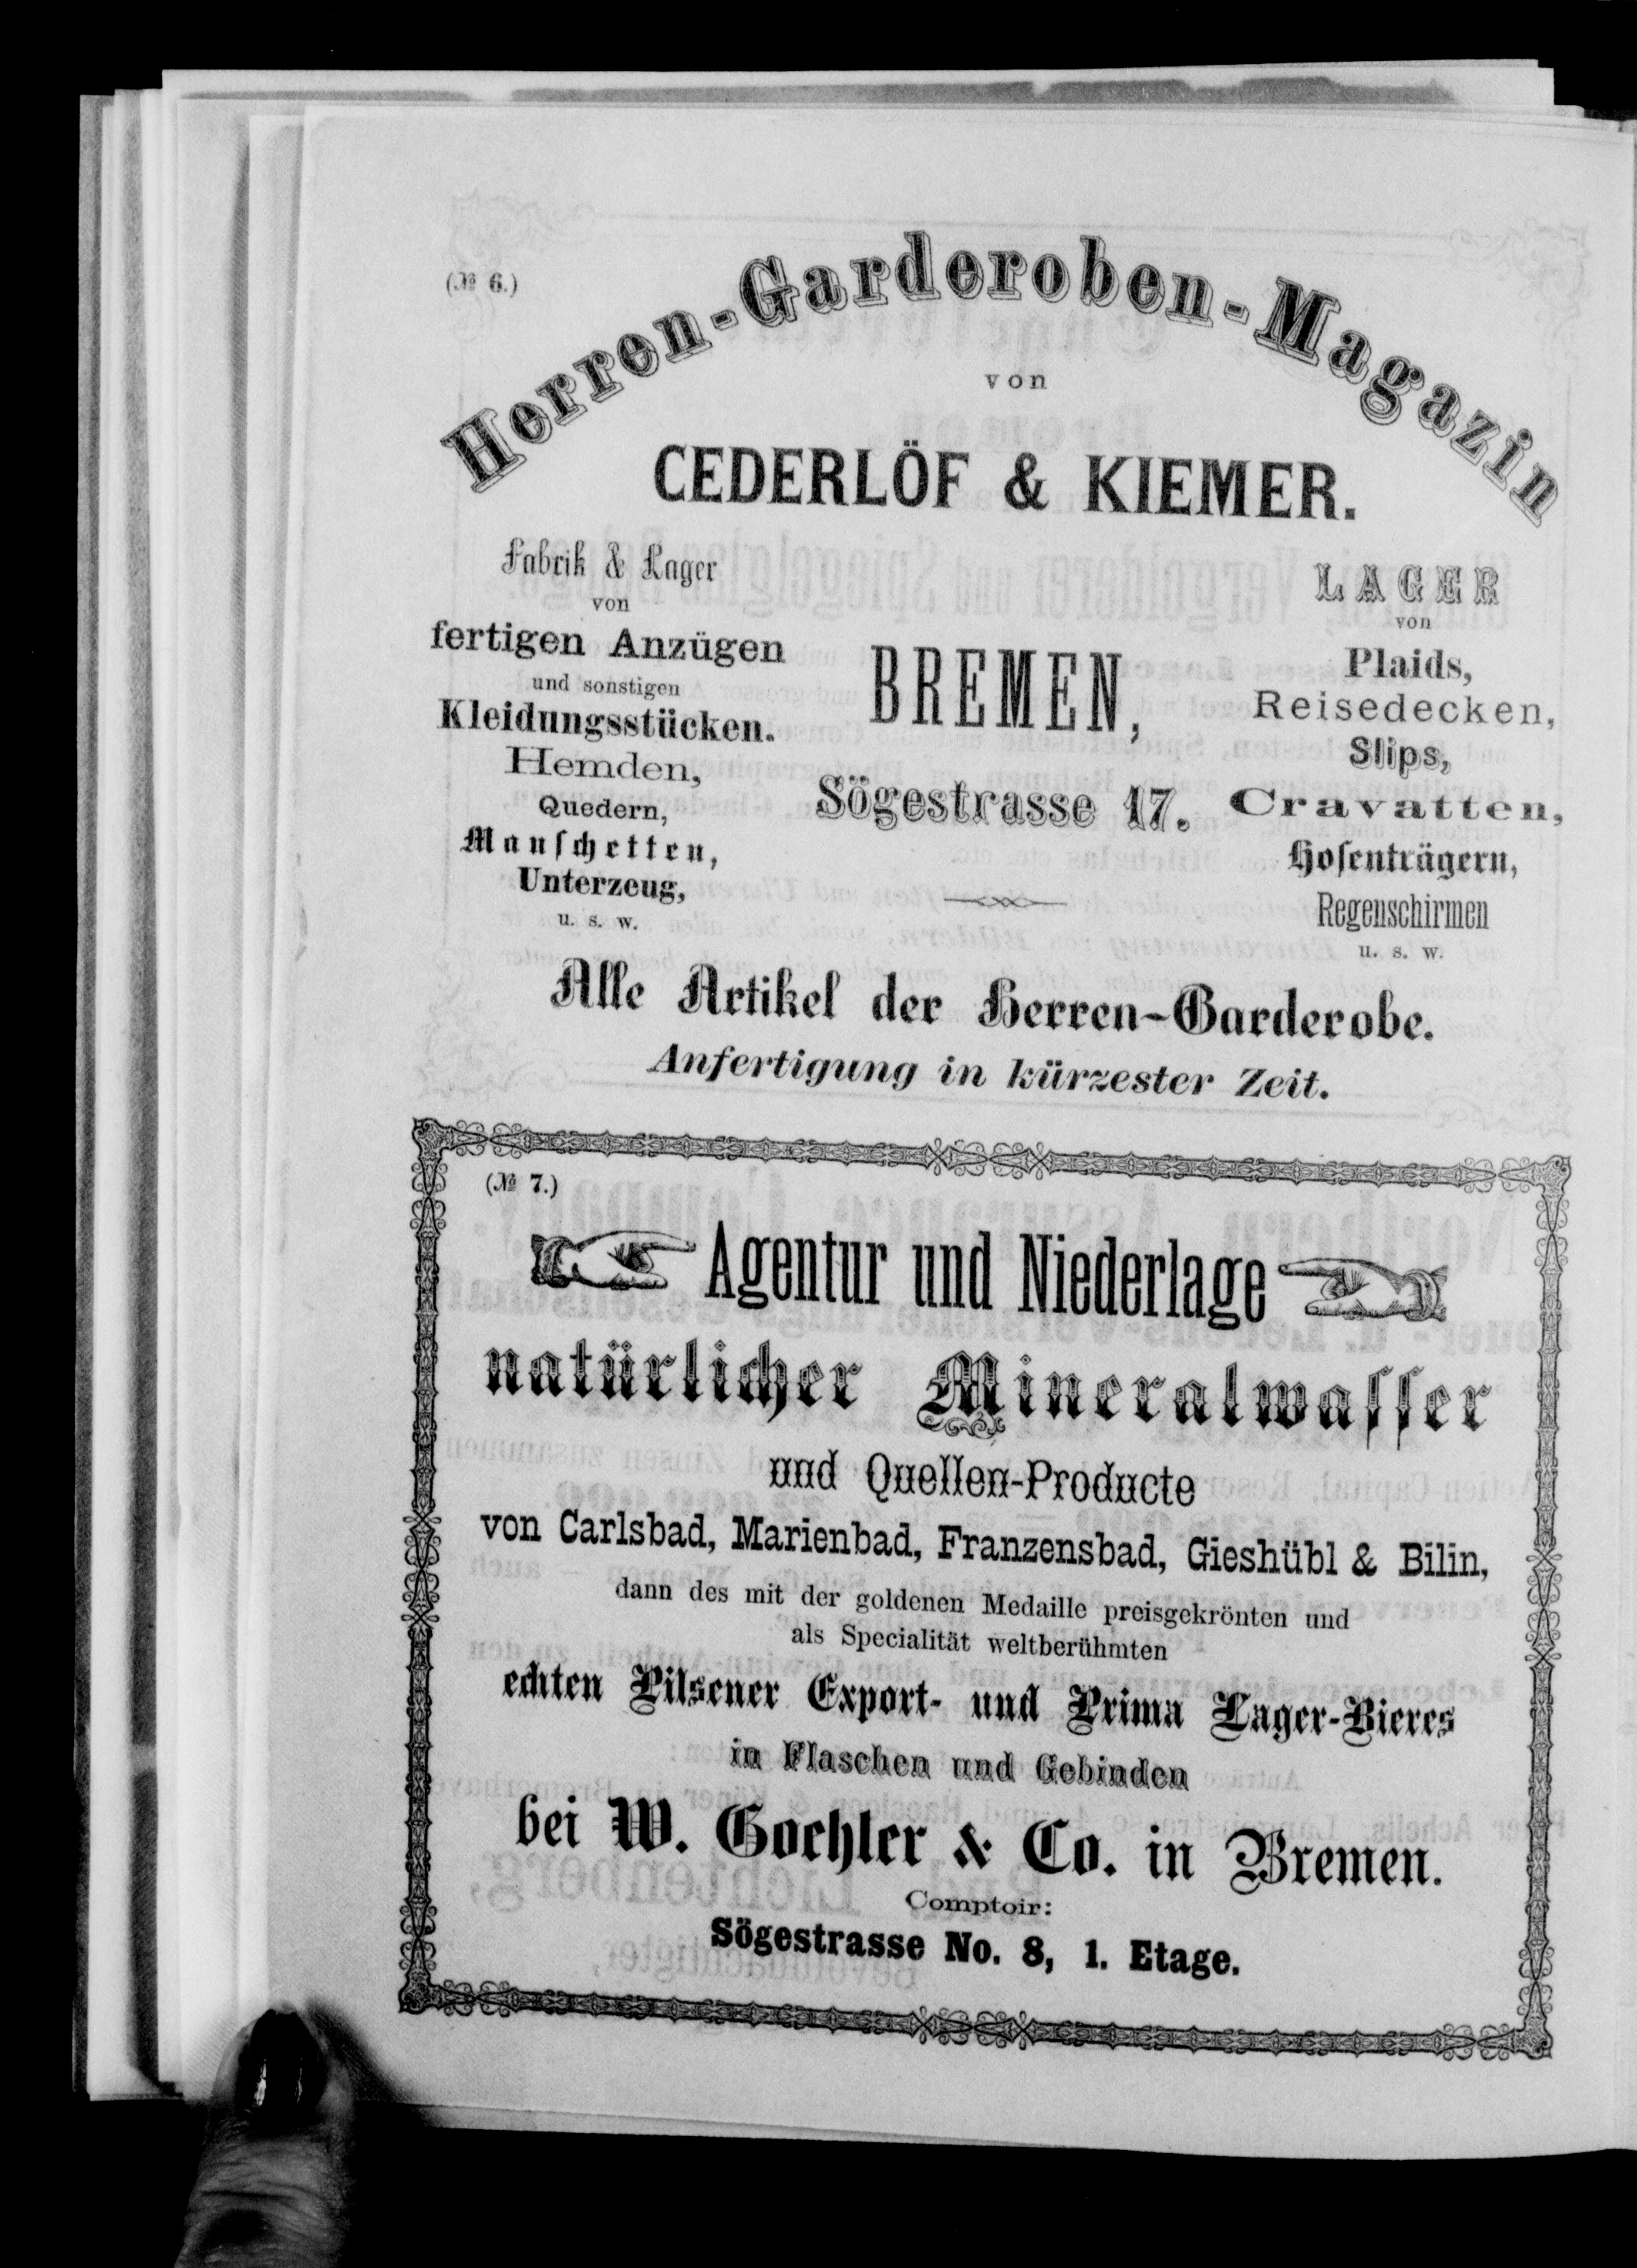 (№ 6.)
Herren-Garderoben-Magazin
von
CEDERLÖF & KIEMER.
Fabrik & Lager
von
fertigen Anzügen
und sonstigen
Kleidungsstücken.
Hemden,
Quedern,
Manschetten,
Unterzeug,
u. s. w.
BREMEN,
Sögestrasse 17.
LAGER
von
Plaids,
Reisedecken,
Slips,
Cravatten,
Hosenträgern,
Regenschirmen
u. s. w.
Alle Artikel der Herren-Garderobe.
Anfertigung in kürzester Zeit.
(№ 7.)
Agentur und Niederlage
natürlicher Mineralwasser
und Quellen-Producte
von Carlsbad, Marienbad, Franzensbad, Gieshübl & Bilin,
dann des mit der goldenen Medaille preisgekrönten und
als Specialität weltberühmten
echten Pilsener Export- und Prima Lager-Bieres
in Flaschen und Gebinden
bei W. Goehler & Co. in Bremen.
Comptoir:
Sögestrasse No. 8, 1. Etage.